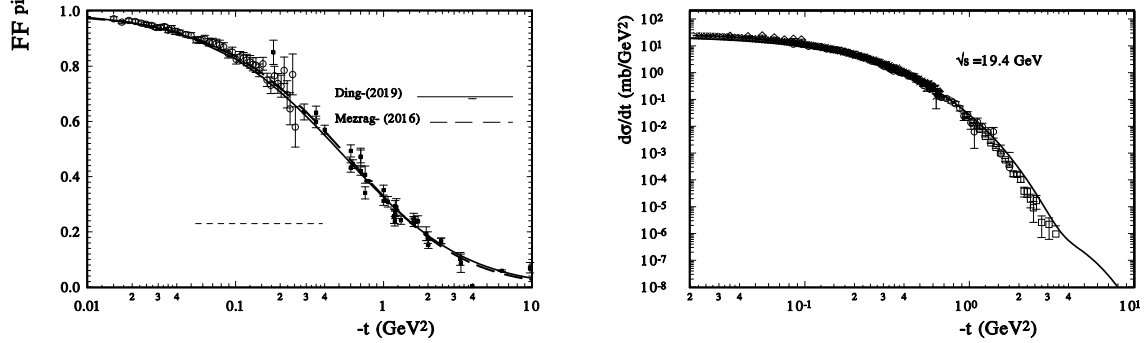 FF pi
1.0
0.8
0.6
0.4
0.2
0.0
Ding-(2019)
Mezrag- (2016)
0.01 2 3 4 0.1 2 3 4 1 2 3 4 10
-t (GeV²)
dσ/dt (mb/GeV²)
10²
10¹
10⁰
10⁻¹
10⁻²
10⁻³
10⁻⁴
10⁻⁵
10⁻⁶
10⁻⁷
10⁻⁸
√s =19.4 GeV
2 3 4 10⁻¹ 2 3 4 10⁰ 2 3 4 10¹
-t (GeV²)